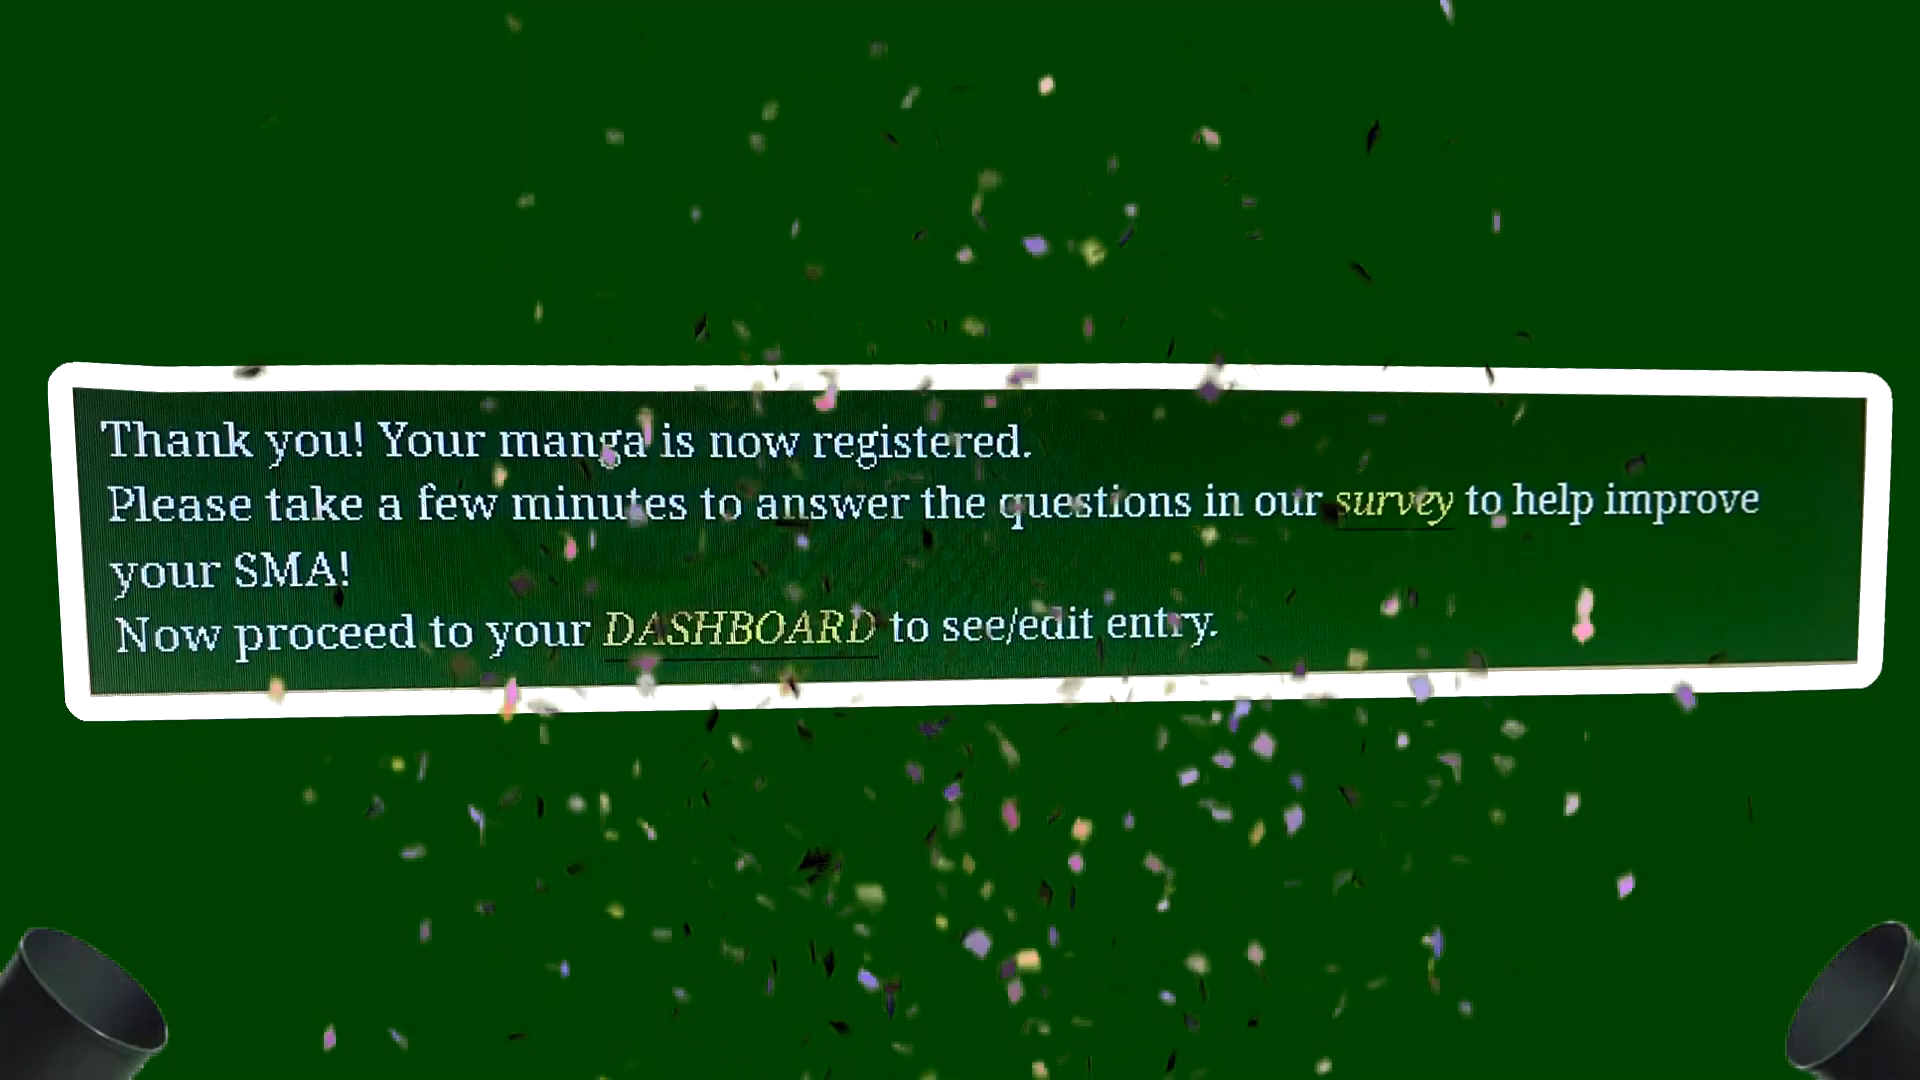 Thank you! Your manga is now registered.
Please take a few minutes to answer the questions in our survey to help improve
your SMA!
Now proceed to your DASHBOARD to see/edit entry.